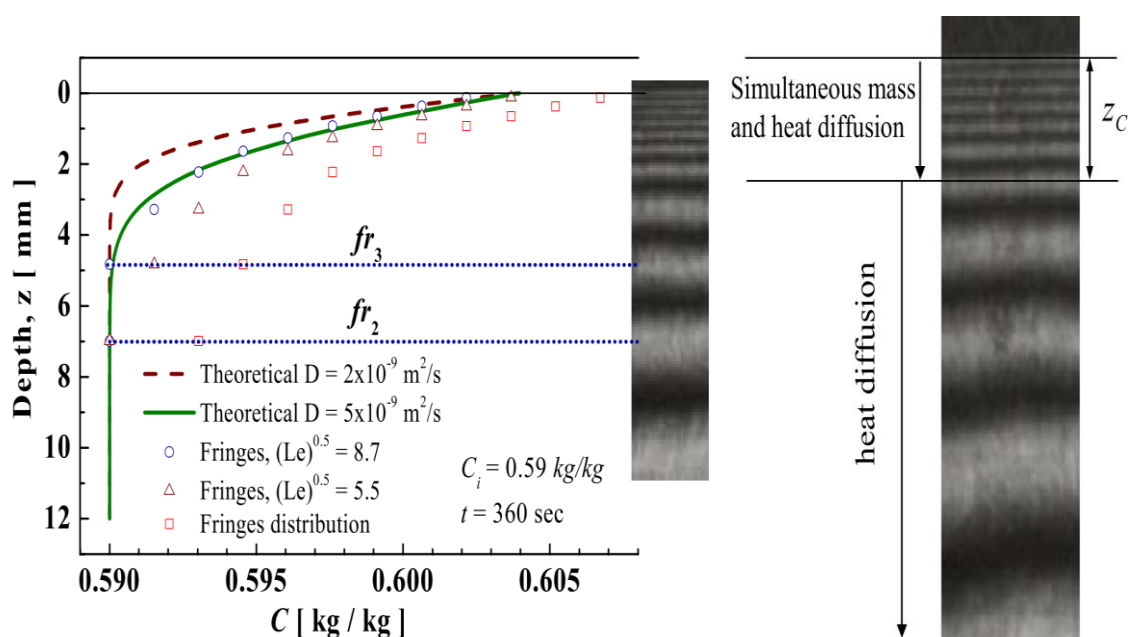 0
2
4
6
8
10
12
Depth, z [ mm ]
0.590
0.595
0.600
0.605
C [ kg / kg ]
fr3
fr2
Theoretical D = 2x10⁻⁹ m²/s
Theoretical D = 5x10⁻⁹ m²/s
Fringes, (Le)⁰·⁵ = 8.7
Fringes, (Le)⁰·⁵ = 5.5
Fringes distribution
Cᵢ = 0.59 kg/kg
t = 360 sec
Simultaneous mass
and heat diffusion
z_C
heat diffusion